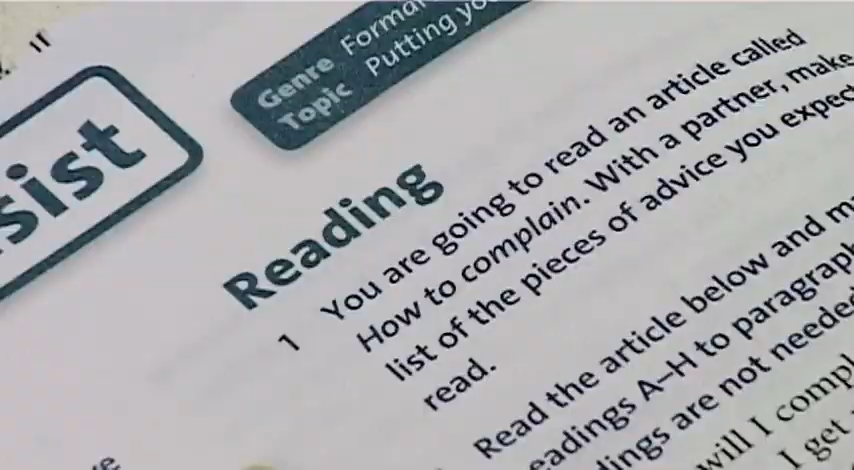 Genre Formal
Topic Putting
sist
Reading
1 You are going to read an article called
How to complain. With a partner, make
list of the pieces of advice you expect
read.
Read the article below and
eadings A–H to paragraph
dings are not needed
will I compl
I get